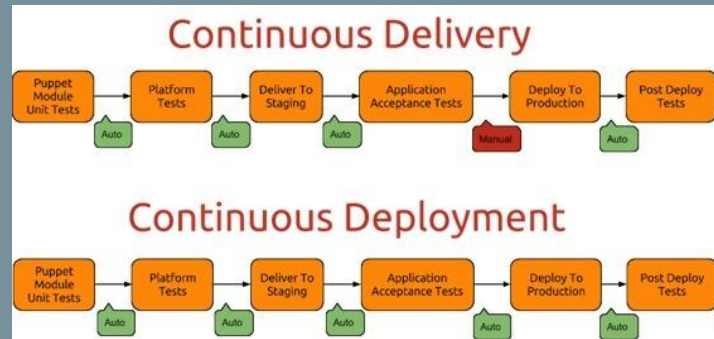 Continuous Delivery
Puppet
Module
Unit Tests
Platform
Tests
Deliver To
Staging
Application
Acceptance Tests
Deploy To
Production
Post Deploy
Tests
Auto
Auto
Auto
Manual
Auto
Continuous Deployment
Puppet
Module
Unit Tests
Platform
Tests
Deliver To
Staging
Application
Acceptance Tests
Deploy To
Production
Post Deploy
Tests
Auto
Auto
Auto
Auto
Auto